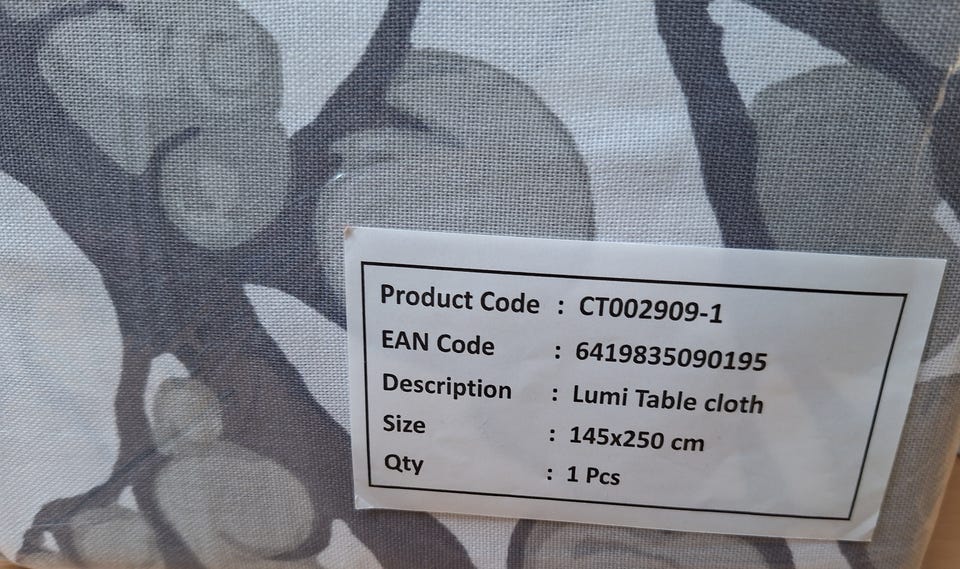 Product Code : CT002909-1
EAN Code : 6419835090195
Description : Lumi Table cloth
Size : 145x250 cm
Qty : 1 Pcs